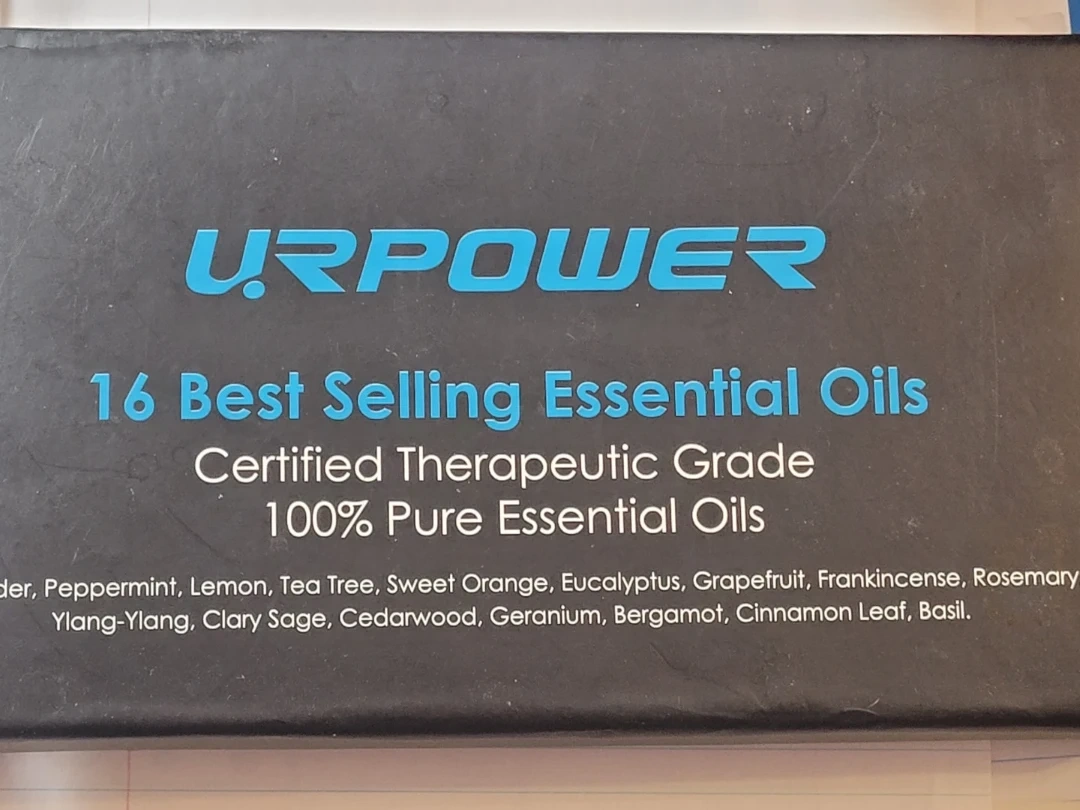 URPOWER
16 Best Selling Essential Oils
Certified Therapeutic Grade
100% Pure Essential Oils
der, Peppermint, Lemon, Tea Tree, Sweet Orange, Eucalyptus, Grapefruit, Frankincense, Rosemary
Ylang-Ylang, Clary Sage, Cedarwood, Geranium, Bergamot, Cinnamon Leaf, Basil.